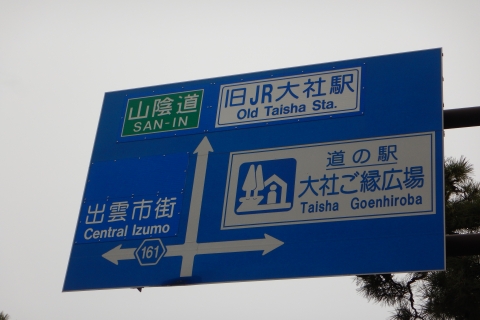 山陰道
SAN-IN
旧JR大社駅
Old Taisha Sta.
道の駅
大社ご縁広場
Taisha Goenhiroba
出雲市街
Central Izumo
161